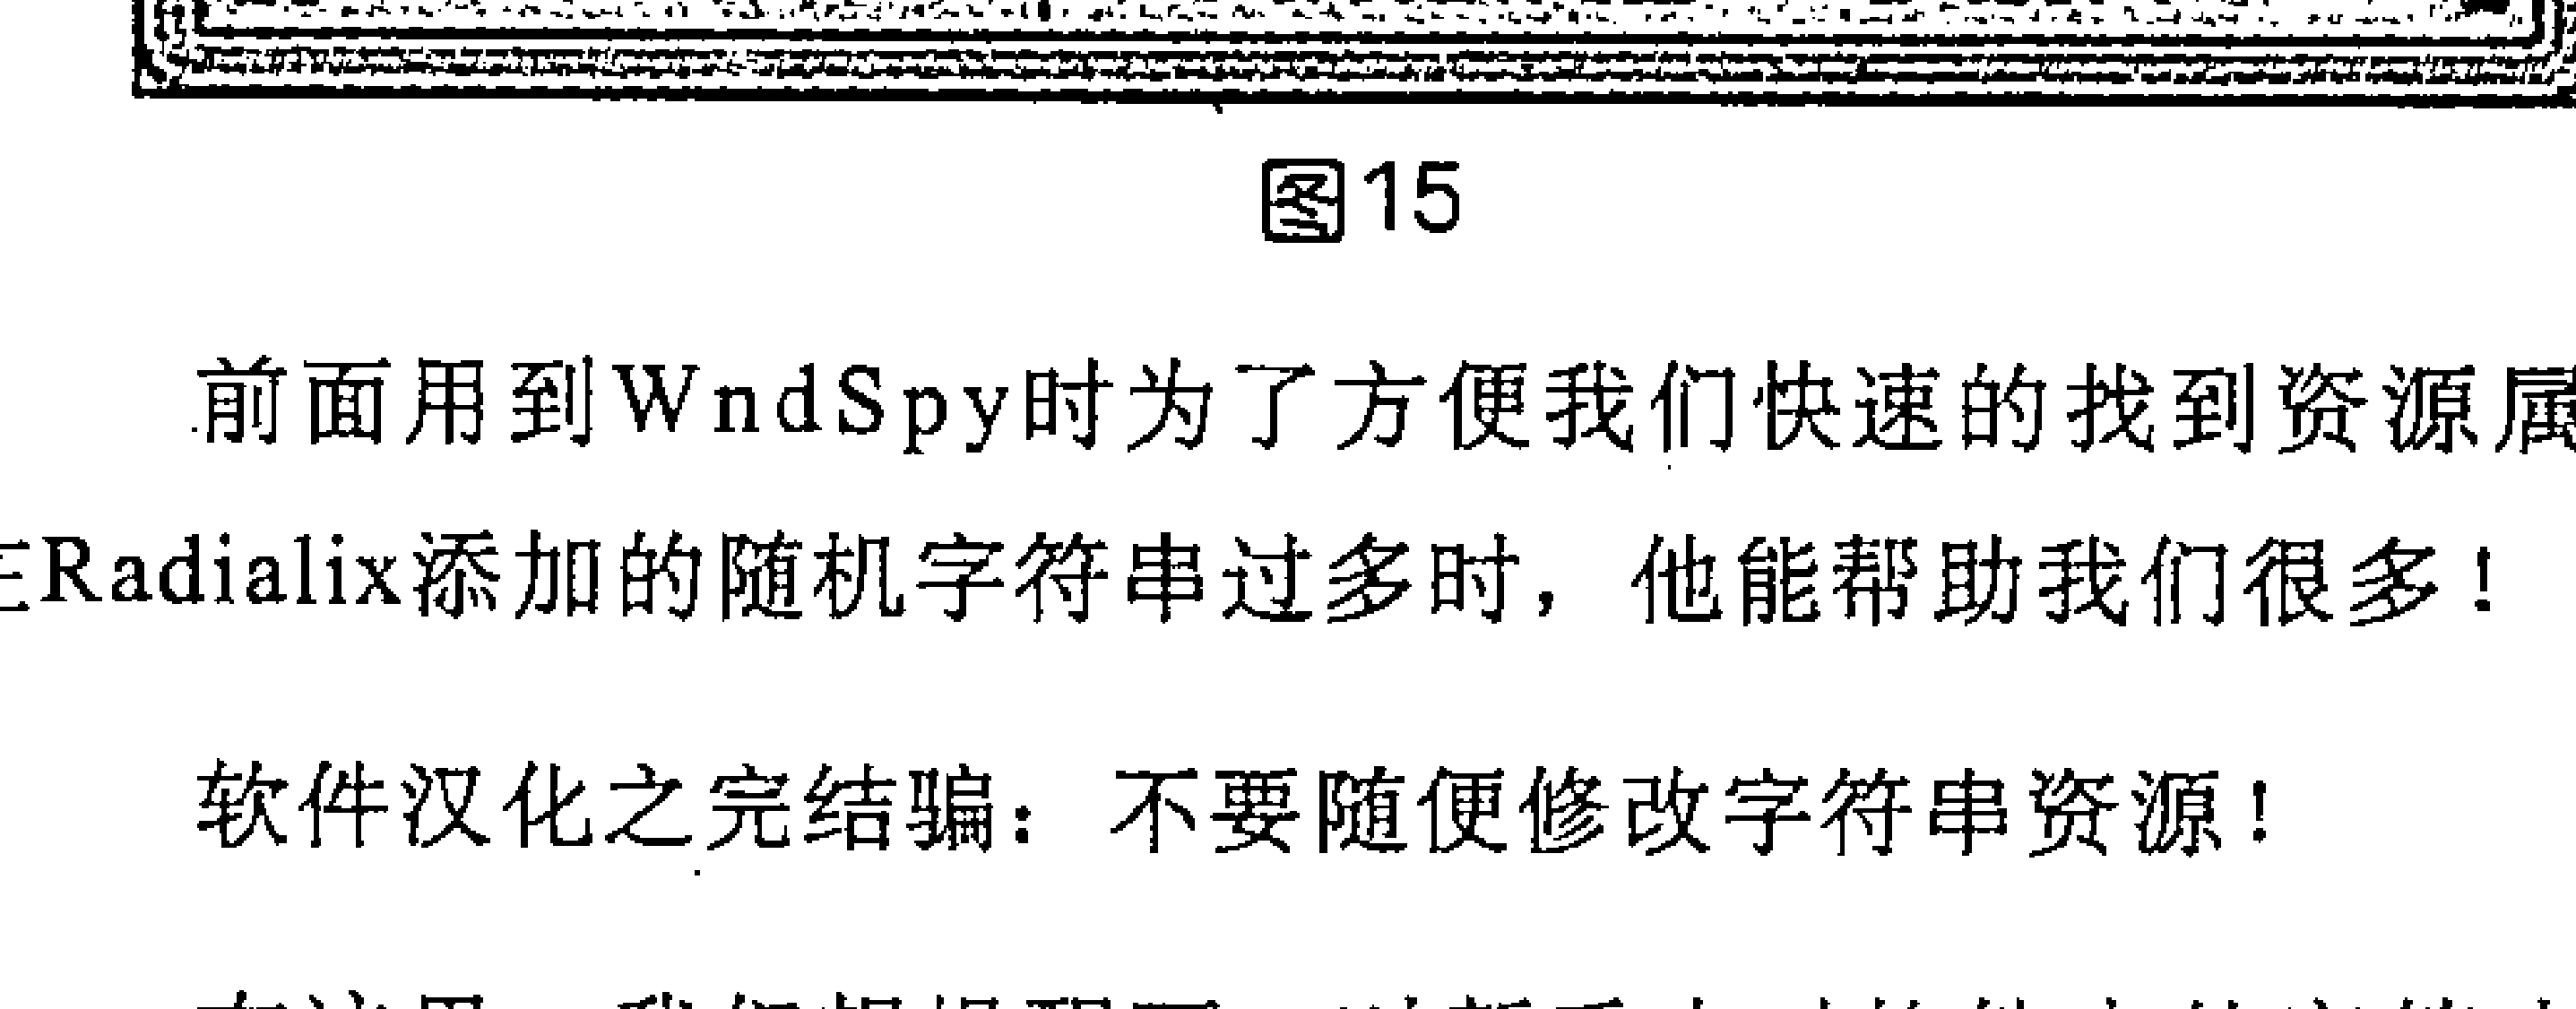 图15
前面用到WndSpy时为了方便我们快速的找到资源属
在Radialix添加的随机字符串过多时，他能帮助我们很多！
软件汉化之完结骗：不要随便修改字符串资源！